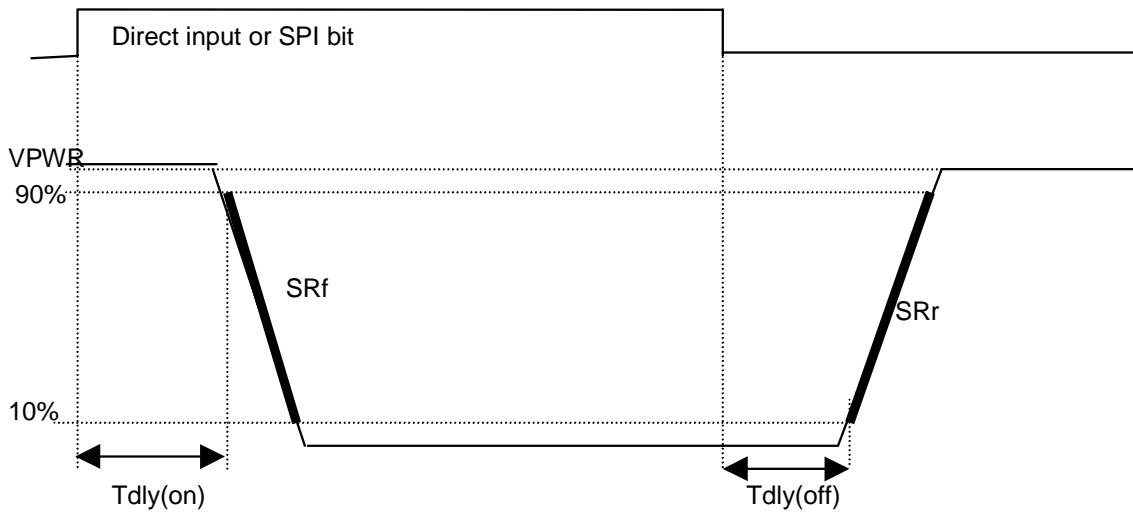 Direct input or SPI bit
VPWR
90%
SRf
SRr
10%
Tdly(on)
Tdly(off)